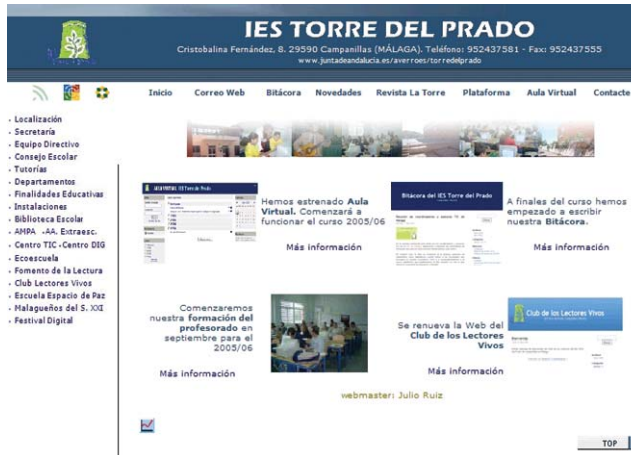 IES TORRE DEL PRADO
Cristobalina Fernández, 8. 29590 Campanillas (MÁLAGA). Teléfono: 952437581 - Fax: 952437555
www.juntadeandalucia.es/averroes/torredelprado
Inicio Correo Web Bitácora Novedades Revista La Torre Plataforma Aula Virtual Contacte
Localización
Secretaría
Equipo Directivo
Consejo Escolar
Tutorías
Departamentos
Finalidades Educativas
Instalaciones
Biblioteca Escolar
AMPA - AA. Extraesc.
Centro TIC - Centro DIG
Ecoescuela
Fomento de la Lectura
Club Lectores Vivos
Escuela Espacio de Paz
Malagueños del S. XXI
Festival Digital
Hemos estrenado Aula
Virtual. Comenzará a
funcionar el curso 2005/06
Más información
Bitácora del IES Torre del Prado
A finales del curso hemos
empezado a escribir
nuestra Bitácora.
Más información
Comenzaremos
nuestra formación del
profesorado en
septiembre para el
2005/06
Más información
Se renueva la Web del
Club de los Lectores
Vivos
Más información
Club de los Lectores Vivos
webmaster: Julio Ruiz
TOP